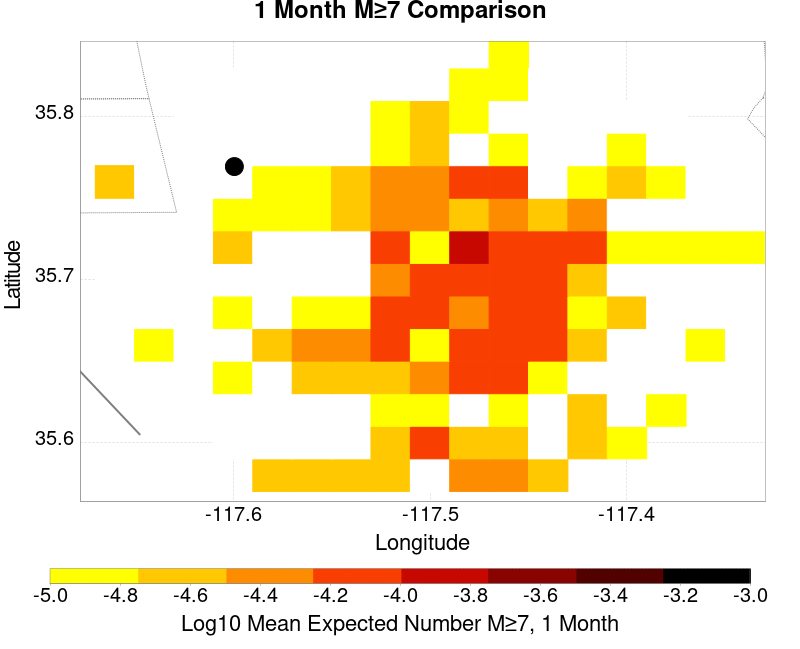 1 Month M≥7 Comparison
35.8
35.7
35.6
Latitude
-117.6 -117.5 -117.4
Longitude
-5.0 -4.8 -4.6 -4.4 -4.2 -4.0 -3.8 -3.6 -3.4 -3.2 -3.0
Log10 Mean Expected Number M≥7, 1 Month